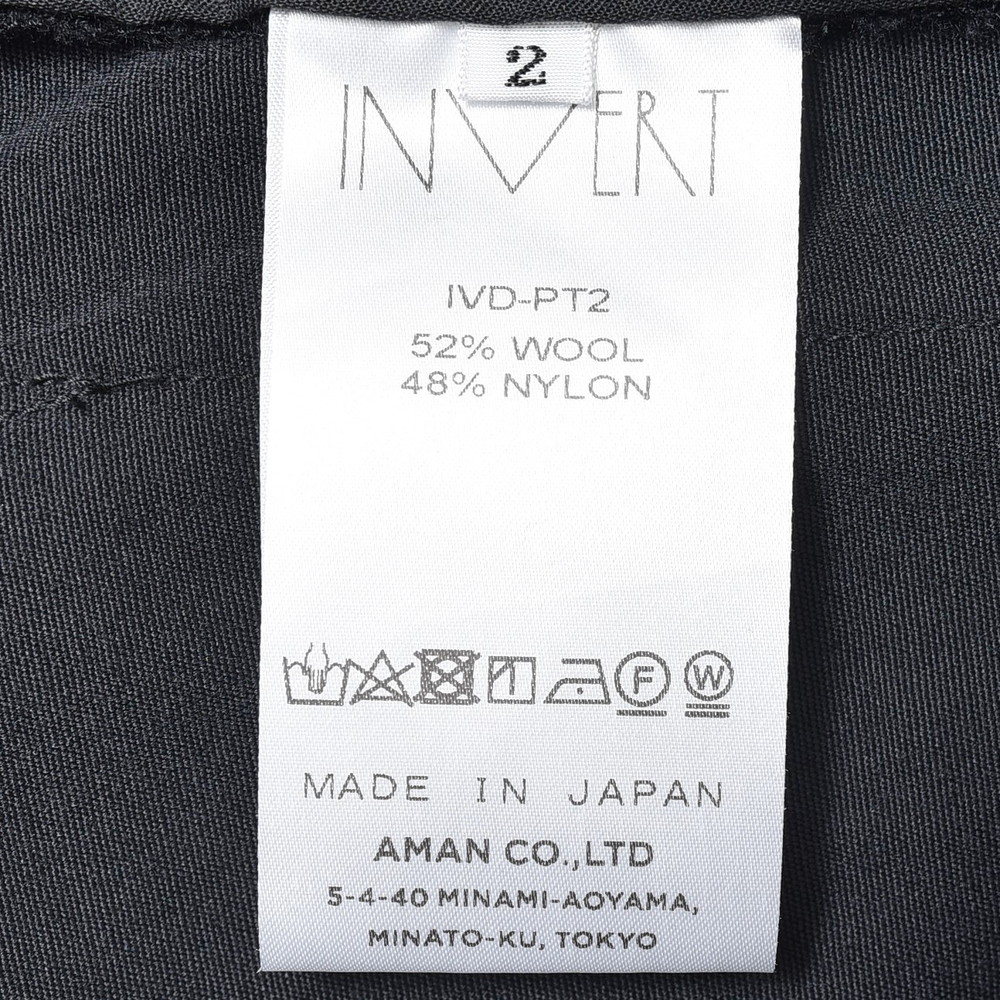 2
INVERT
IVD-PT2
52% WOOL
48% NYLON
F W
MADE IN JAPAN
AMAN CO.,LTD
5-4-40 MINAMI-AOYAMA,
MINATO-KU, TOKYO